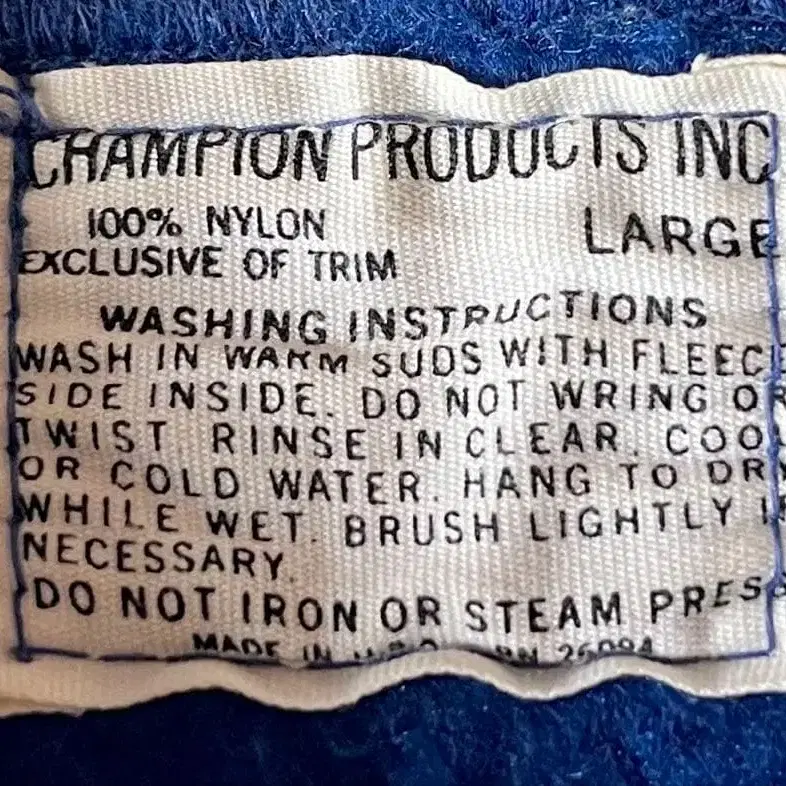 CHAMPION PRODUCTS INC
100% NYLON LARGE
EXCLUSIVE OF TRIM
WASHING INSTRUCTIONS
WASH IN WARM SUDS WITH FLEECE
SIDE INSIDE. DO NOT WRING OR
TWIST. RINSE IN CLEAR. COOL
OR COLD WATER. HANG TO DRY
WHILE WET. BRUSH LIGHTLY IF
NECESSARY.
DO NOT IRON OR STEAM PRESS
MADE IN